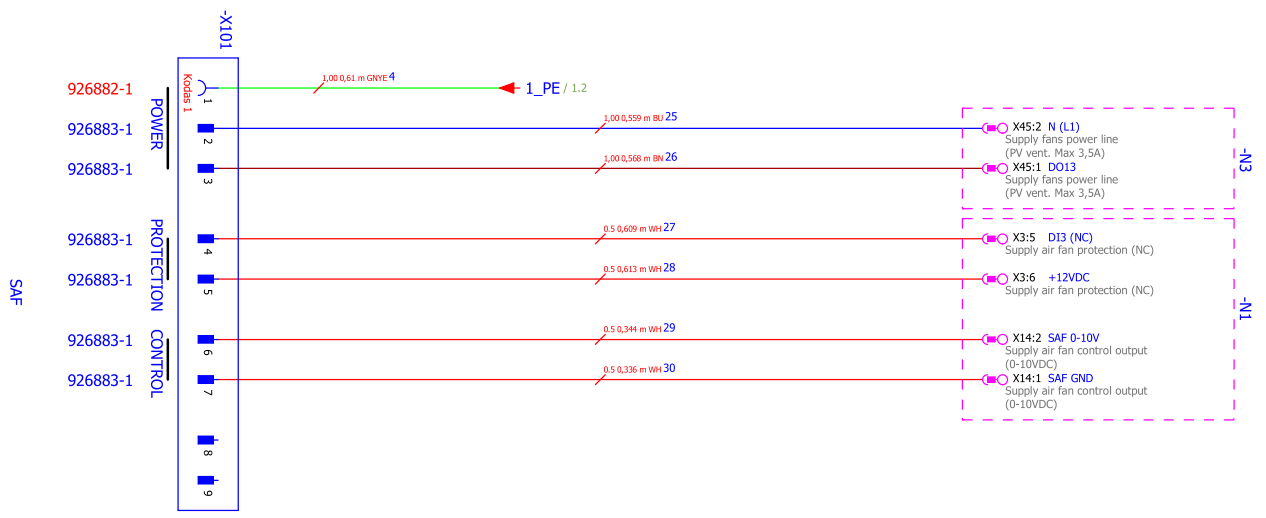 -X101
926882-1
Kodas 1
1
1,00 0,61 m GNYE 4
1_PE / 1.2
POWER
926883-1
2
1,00 0,559 m BU 25
X45:2 N (L1)
Supply fans power line
(PV vent. Max 3,5A)
926883-1
3
1,00 0,568 m BN 26
X45:1 DO13
Supply fans power line
(PV vent. Max 3,5A)
-N3
PROTECTION
926883-1
4
0.5 0,609 m WH 27
X3:5 DI3 (NC)
Supply air fan protection (NC)
926883-1
5
0.5 0,613 m WH 28
X3:6 +12VDC
Supply air fan protection (NC)
-N1
SAF
CONTROL
926883-1
6
0.5 0,344 m WH 29
X14:2 SAF 0-10V
Supply air fan control output
(0-10VDC)
926883-1
7
0.5 0,336 m WH 30
X14:1 SAF GND
Supply air fan control output
(0-10VDC)
8
9